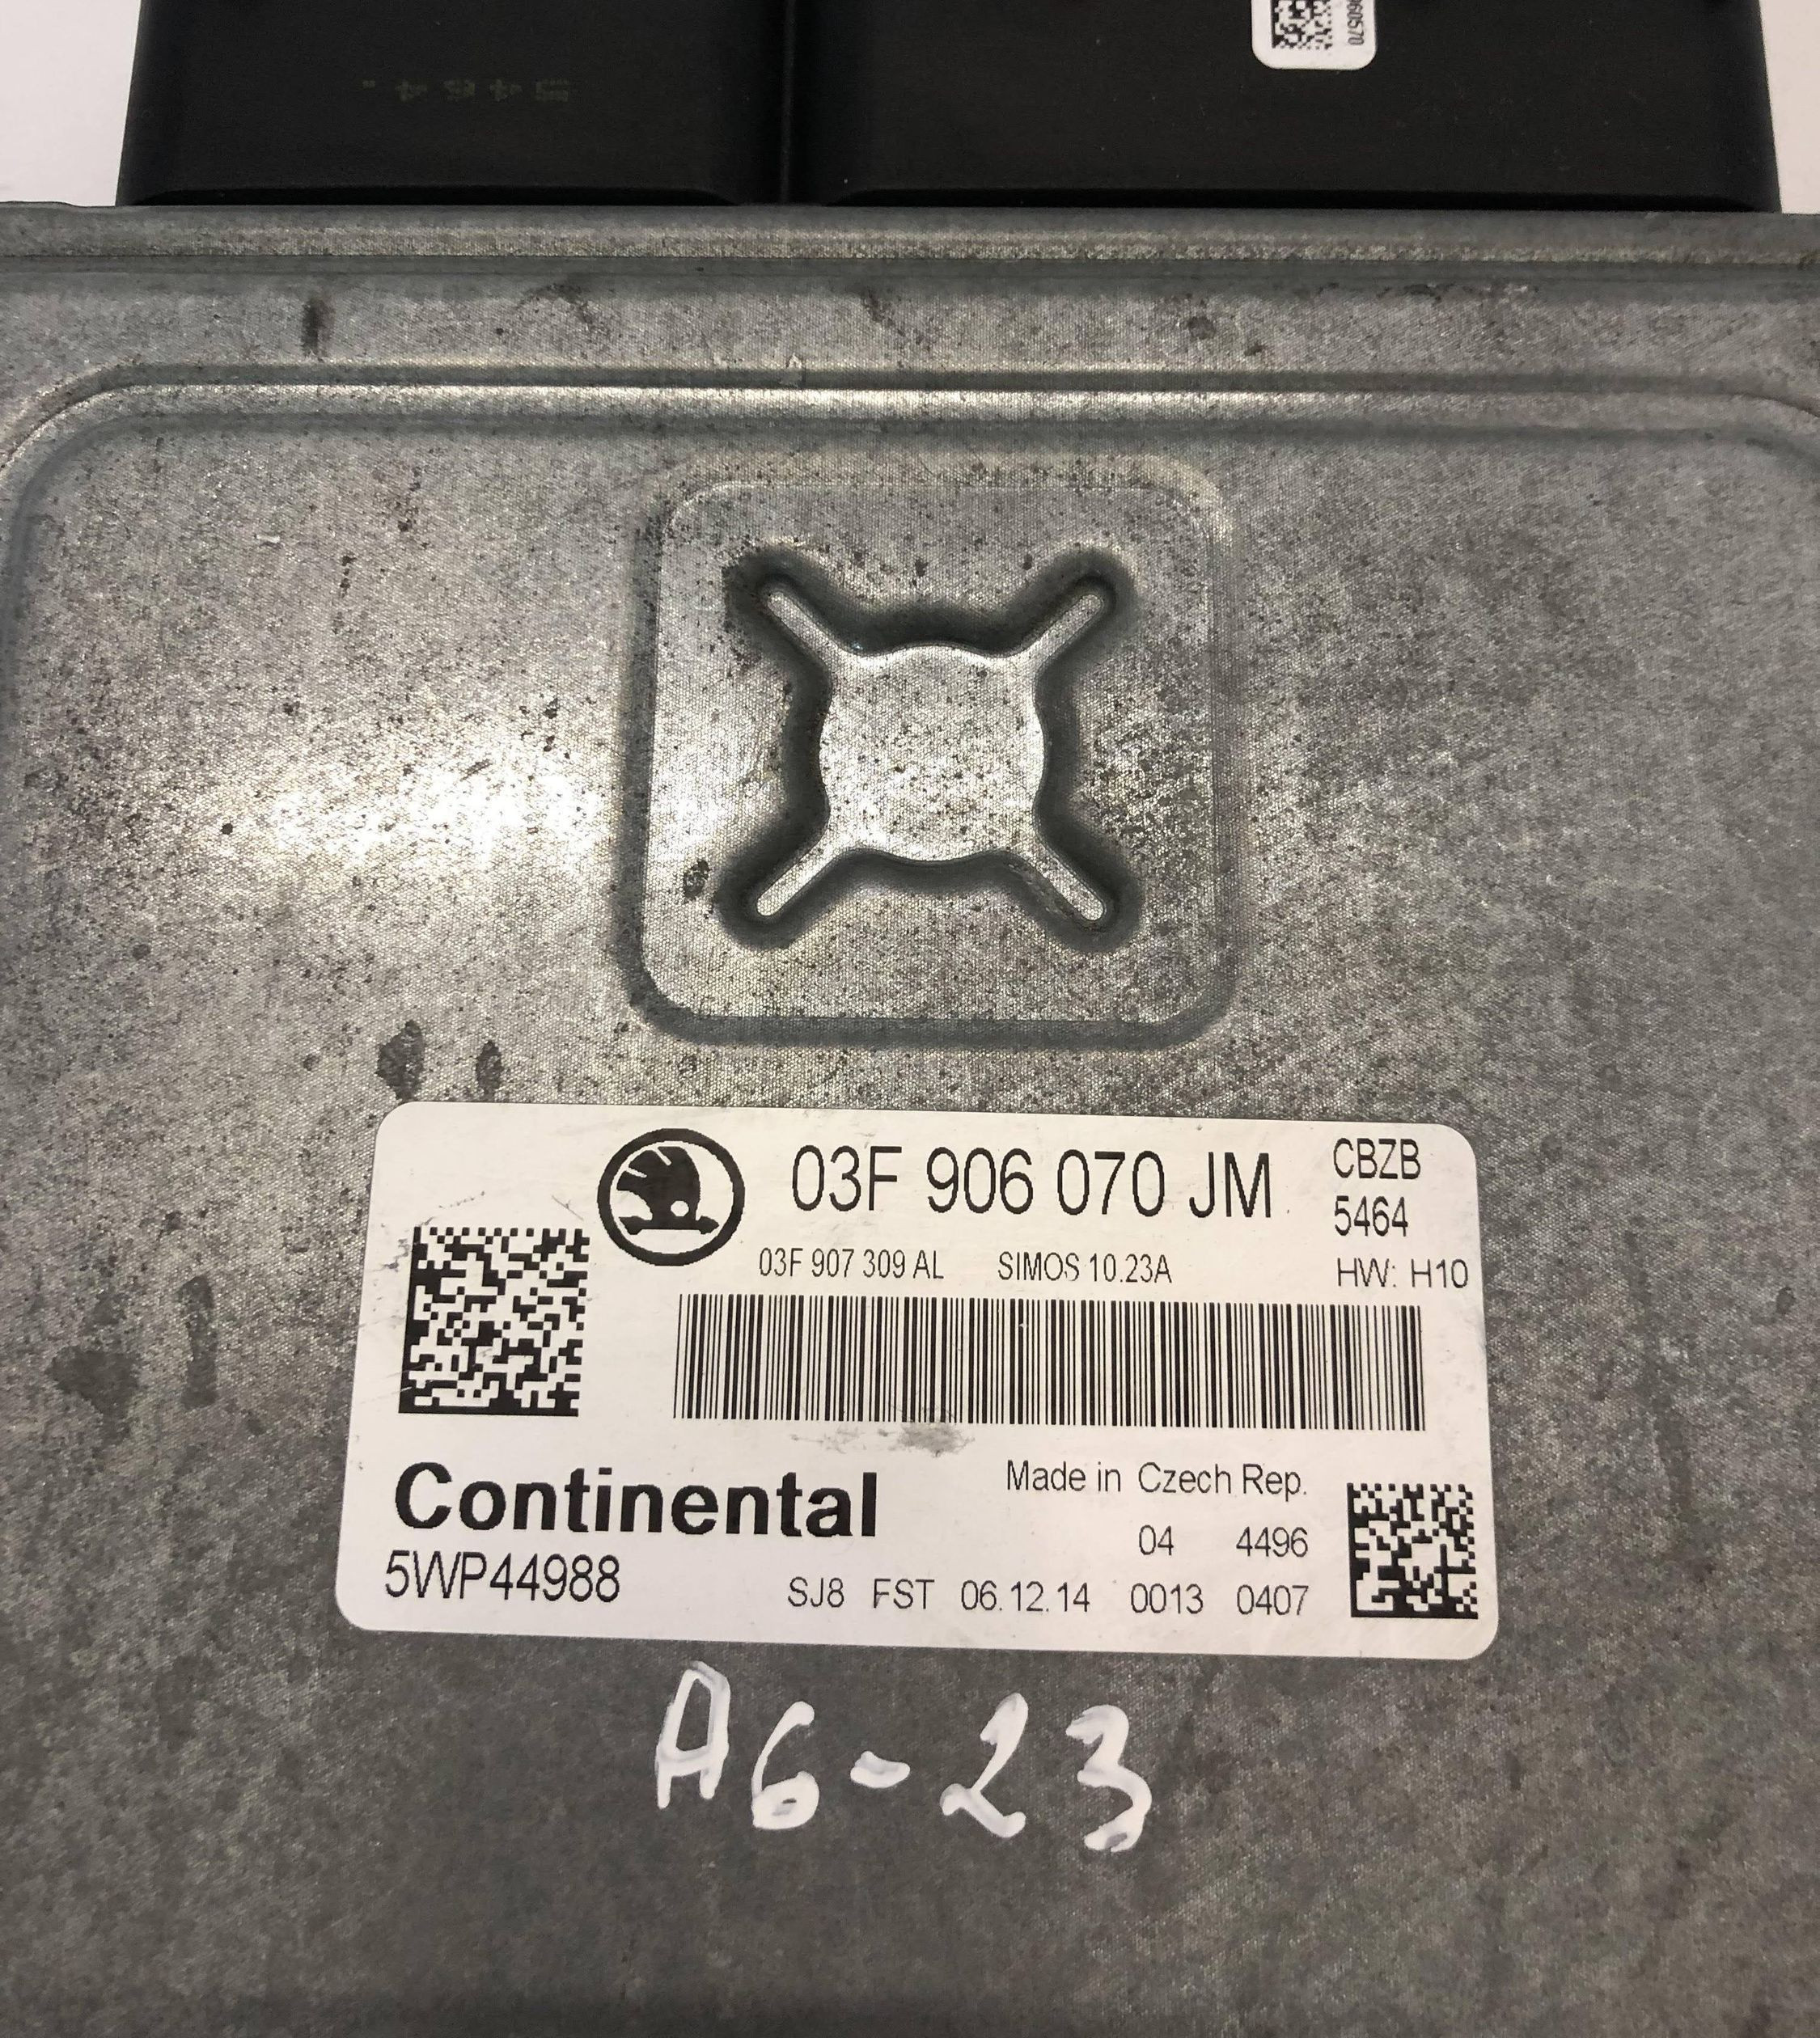 60570
03F 906 070 JM
CBZB
5464
03F 907 309 AL SIMOS 10.23A
HW: H10
Continental
Made in Czech Rep.
04 4496
5WP44988
SJ8 FST 06.12.14 0013 0407
A6-23